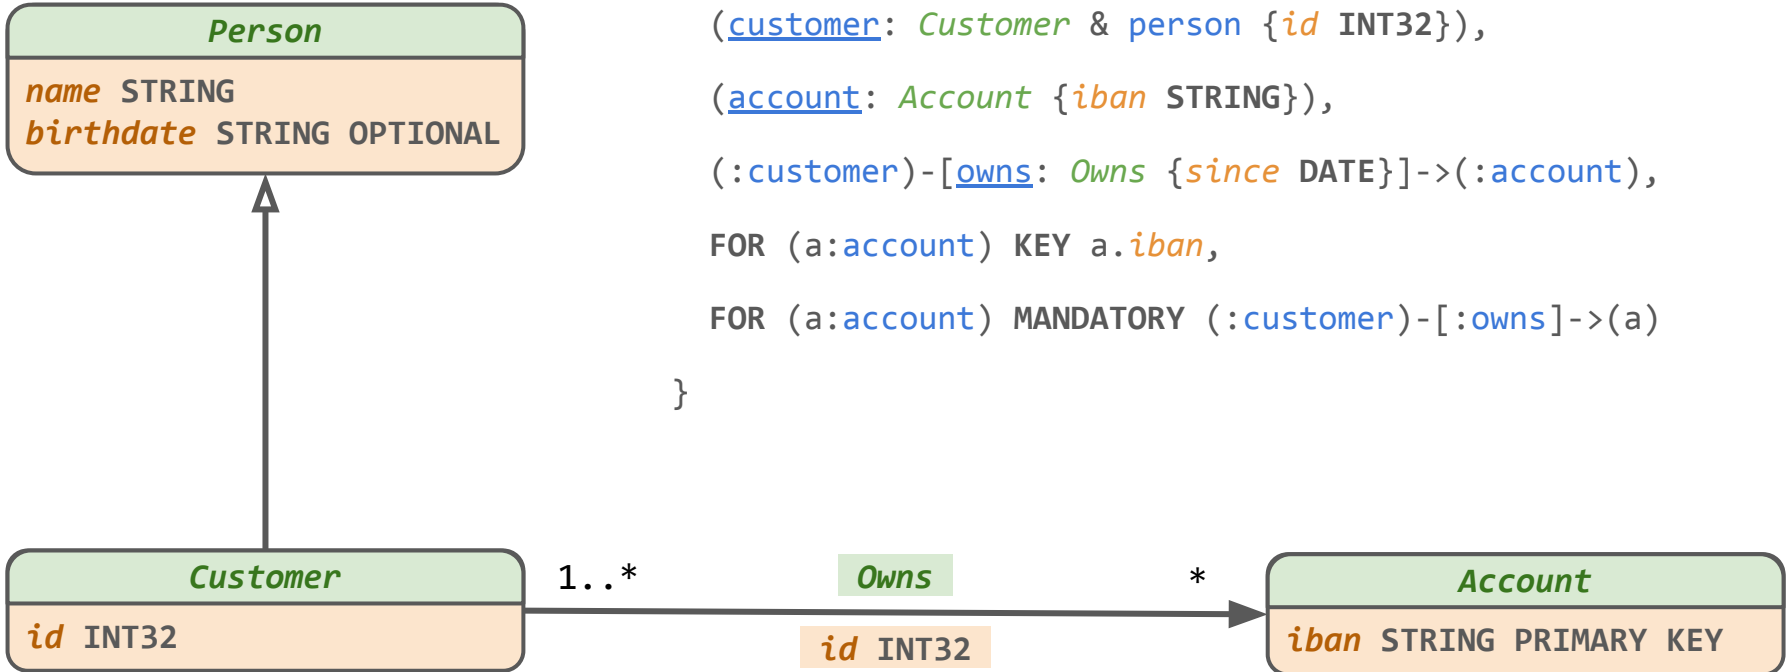 Person
name STRING
birthdate STRING OPTIONAL
(customer: Customer & person {id INT32}),
(account: Account {iban STRING}),
(:customer)-[owns: Owns {since DATE}]->(:account),
FOR (a:account) KEY a.iban,
FOR (a:account) MANDATORY (:customer)-[:owns]->(a)
}
Customer
id INT32
1..*
Owns
*
id INT32
Account
iban STRING PRIMARY KEY